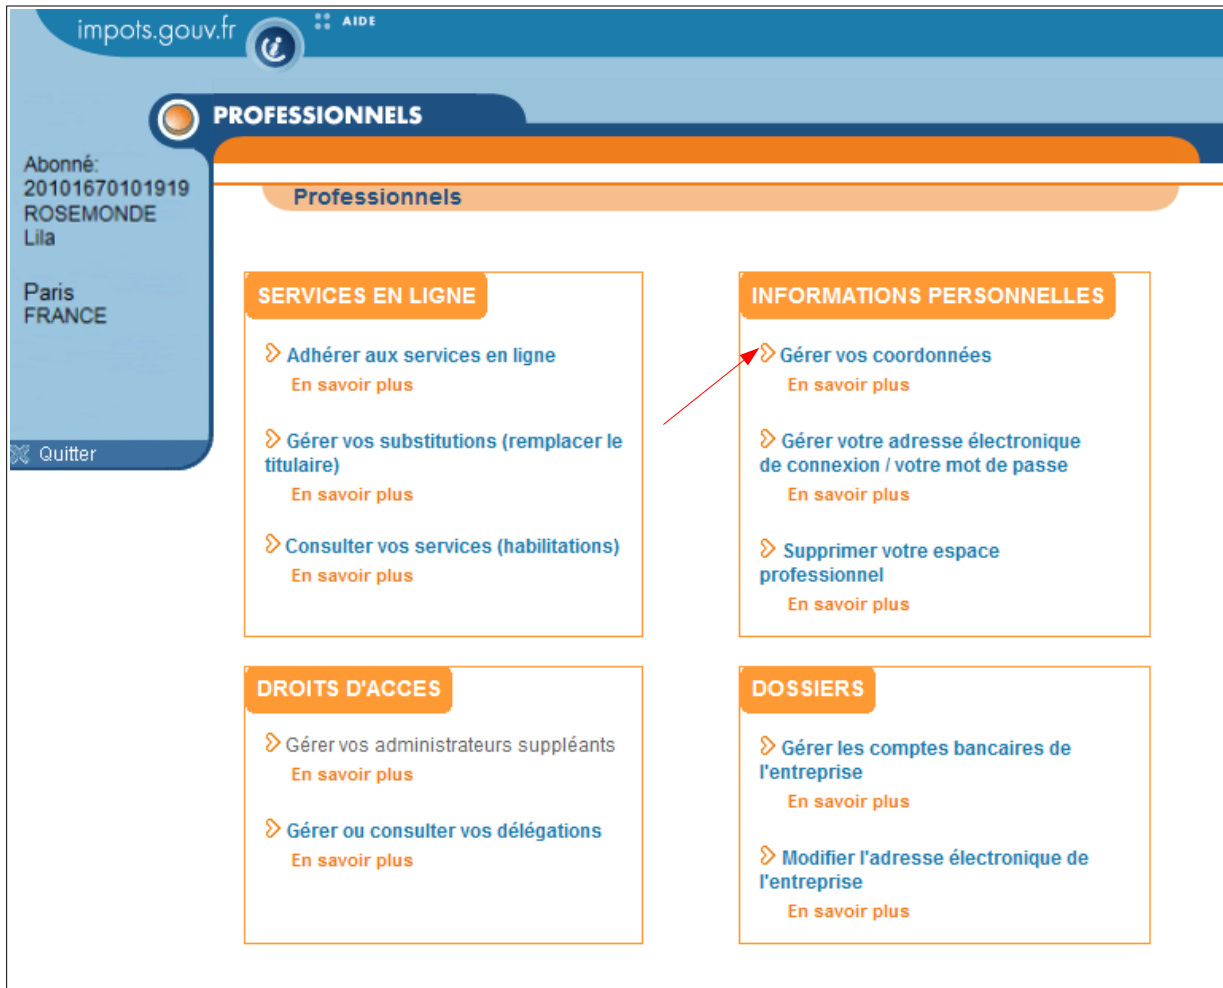 impots.gouv.fr
AIDE
PROFESSIONNELS
Abonné:
20101670101919
ROSEMONDE
Lila
Paris
FRANCE
Quitter
Professionnels
SERVICES EN LIGNE
Adhérer aux services en ligne
En savoir plus
Gérer vos substitutions (remplacer le
titulaire)
En savoir plus
Consulter vos services (habilitations)
En savoir plus
INFORMATIONS PERSONNELLES
Gérer vos coordonnées
En savoir plus
Gérer votre adresse électronique
de connexion / votre mot de passe
En savoir plus
Supprimer votre espace
professionnel
En savoir plus
DROITS D'ACCES
Gérer vos administrateurs suppléants
En savoir plus
Gérer ou consulter vos délégations
En savoir plus
DOSSIERS
Gérer les comptes bancaires de
l'entreprise
En savoir plus
Modifier l'adresse électronique de
l'entreprise
En savoir plus